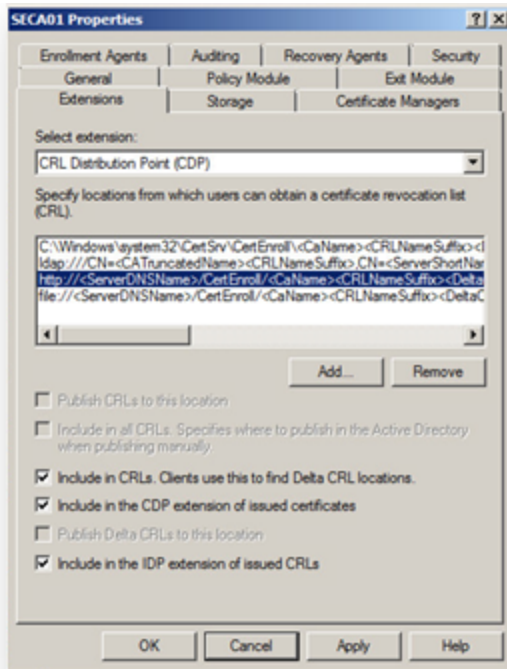 SECA01 Properties
Enrollment Agents Auditing Recovery Agents Security
General Policy Module Exit Module
Extensions Storage Certificate Managers
Select extension:
CRL Distribution Point (CDP)
Specify locations from which users can obtain a certificate revocation list
(CRL).
C:\Windows\system32\CertSrv\CertEnroll\<CaName><CRLNameSuffix><
ldap:///CN=<CATruncatedName><CRLNameSuffix>,CN=<ServerShortNa
http://<ServerDNSName>/CertEnroll/<CaName><CRLNameSuffix><Delta
file://<ServerDNSName>/CertEnroll/<CaName><CRLNameSuffix><DeltaC
Add... Remove
Publish CRLs to this location
Include in all CRLs. Specifies where to publish in the Active Directory
when publishing manually.
Include in CRLs. Clients use this to find Delta CRL locations.
Include in the CDP extension of issued certificates
Publish Delta CRLs to this location
Include in the IDP extension of issued CRLs
OK Cancel Apply Help